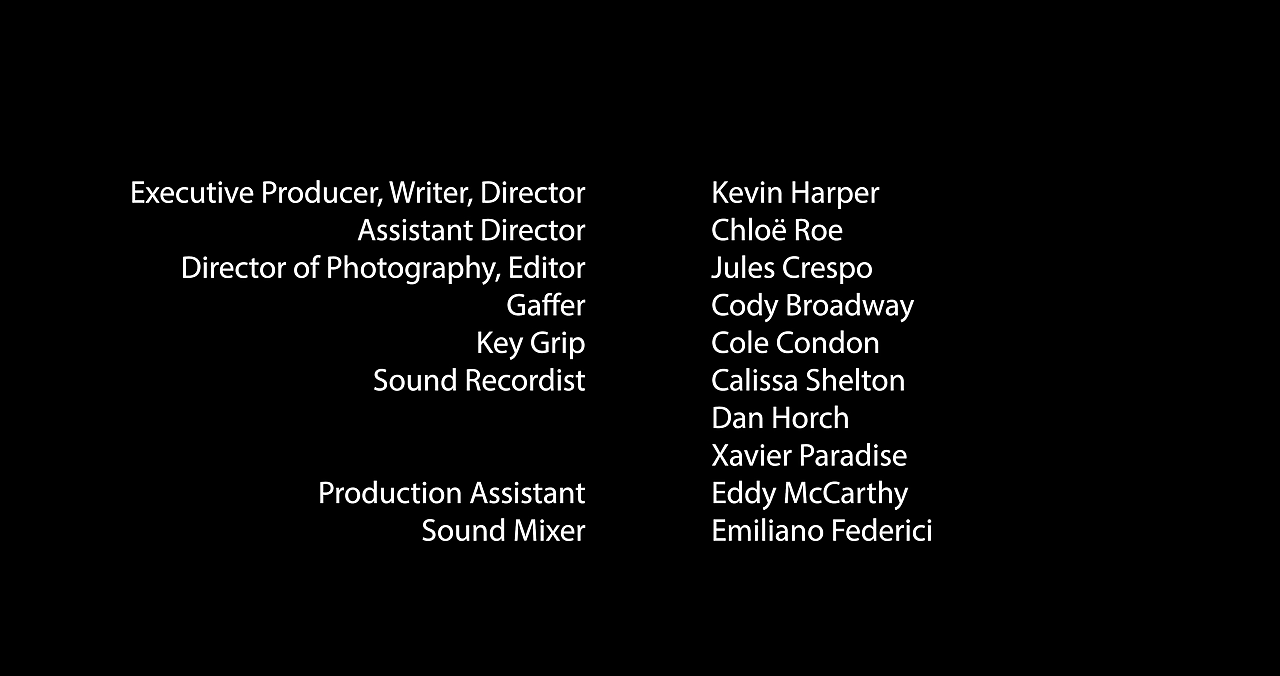 Executive Producer, Writer, Director Kevin Harper
Assistant Director Chloë Roe
Director of Photography, Editor Jules Crespo
Gaffer Cody Broadway
Key Grip Cole Condon
Sound Recordist Calissa Shelton
Dan Horch
Xavier Paradise
Production Assistant Eddy McCarthy
Sound Mixer Emiliano Federici